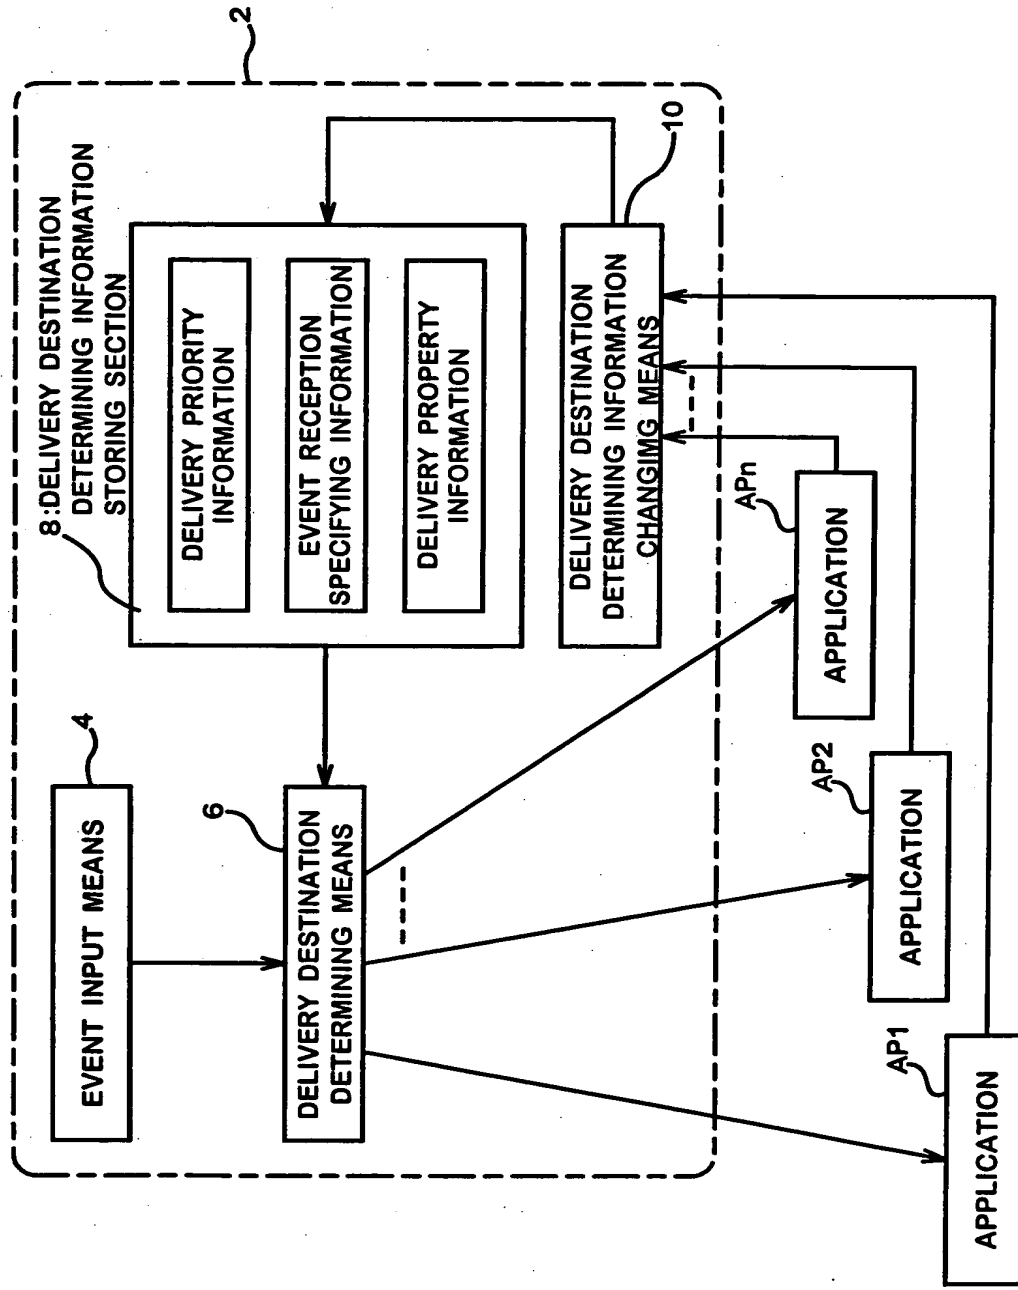 2
EVENT INPUT MEANS
4
6
DELIVERY DESTINATION
DETERMINING MEANS
8:DELIVERY DESTINATION
DETERMINING INFORMATION
STORING SECTION
DELIVERY PRIORITY
INFORMATION
EVENT RECEPTION
SPECIFYING INFORMATION
DELIVERY PROPERTY
INFORMATION
10
DELIVERY DESTINATION
DETERMINING INFORMATION
CHANGIMG MEANS
AP1
APPLICATION
AP2
APPLICATION
APn
APPLICATION